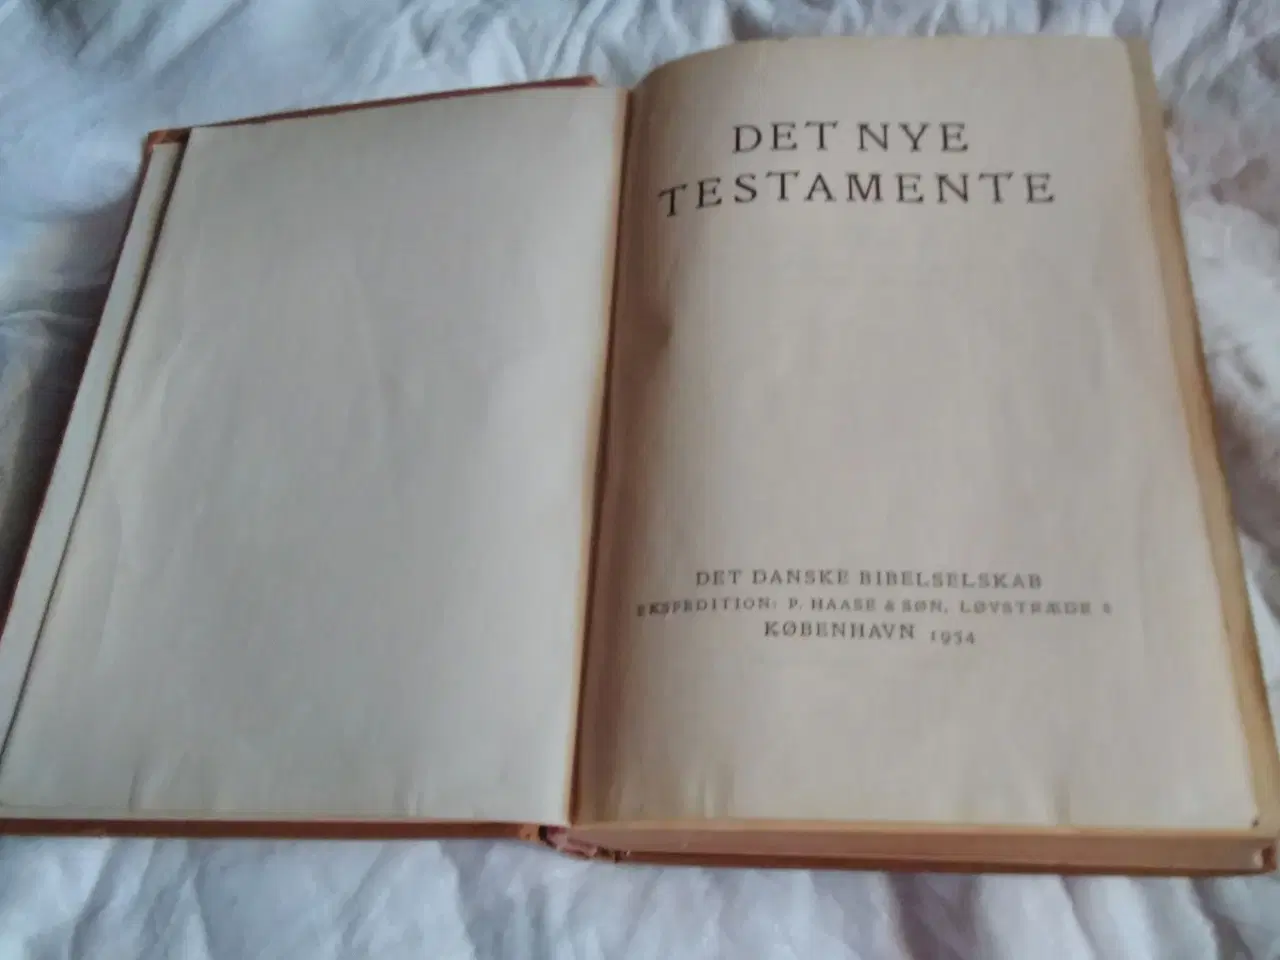 DET NYE
TESTAMENTE
DET DANSKE BIBELSELSKAB
EKSPEDITION: P. HAASE & SØN, LØVSTRÆDE 8
KØBENHAVN 1954